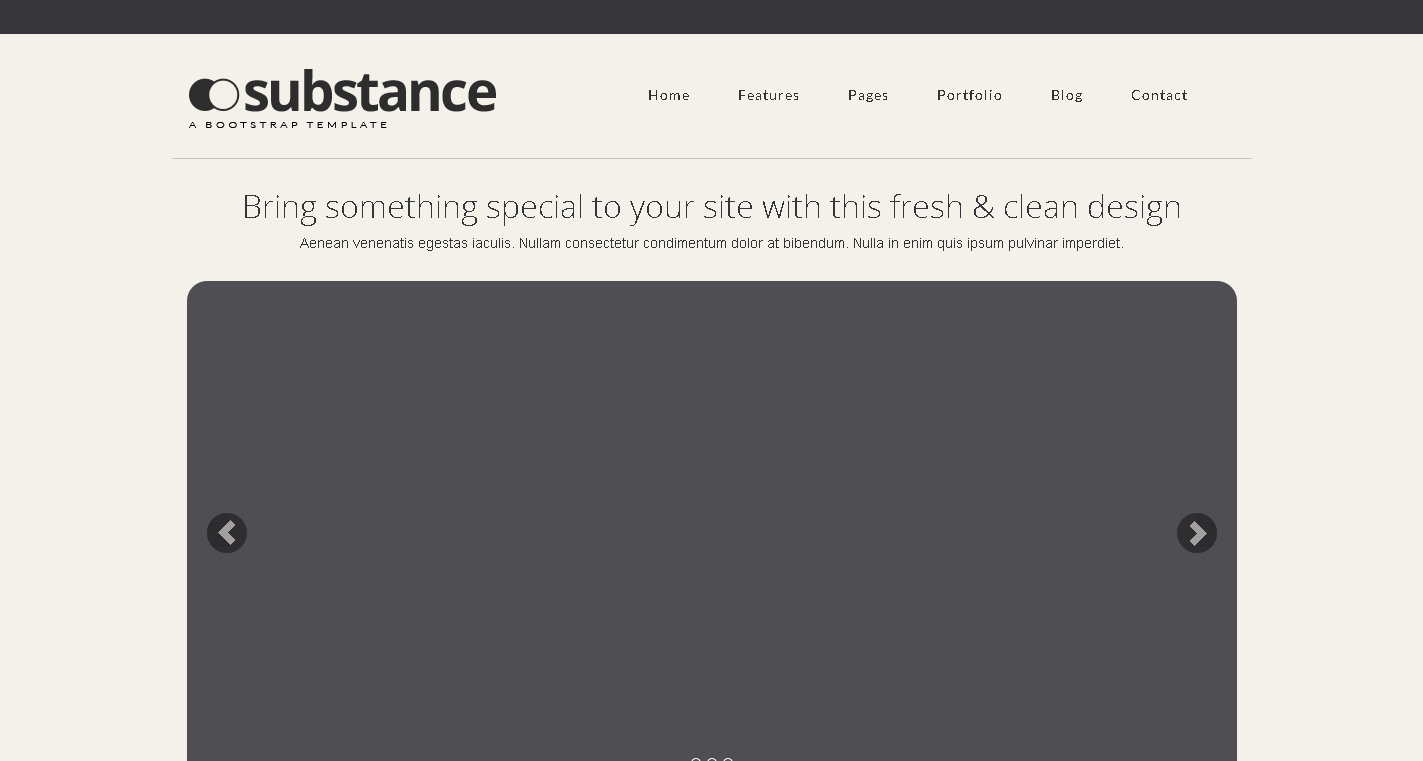 substance
A BOOTSTRAP TEMPLATE
Home Features Pages Portfolio Blog Contact
Bring something special to your site with this fresh & clean design
Aenean venenatis egestas iaculis. Nullam consectetur condimentum dolor at bibendum. Nulla in enim quis ipsum pulvinar imperdiet.